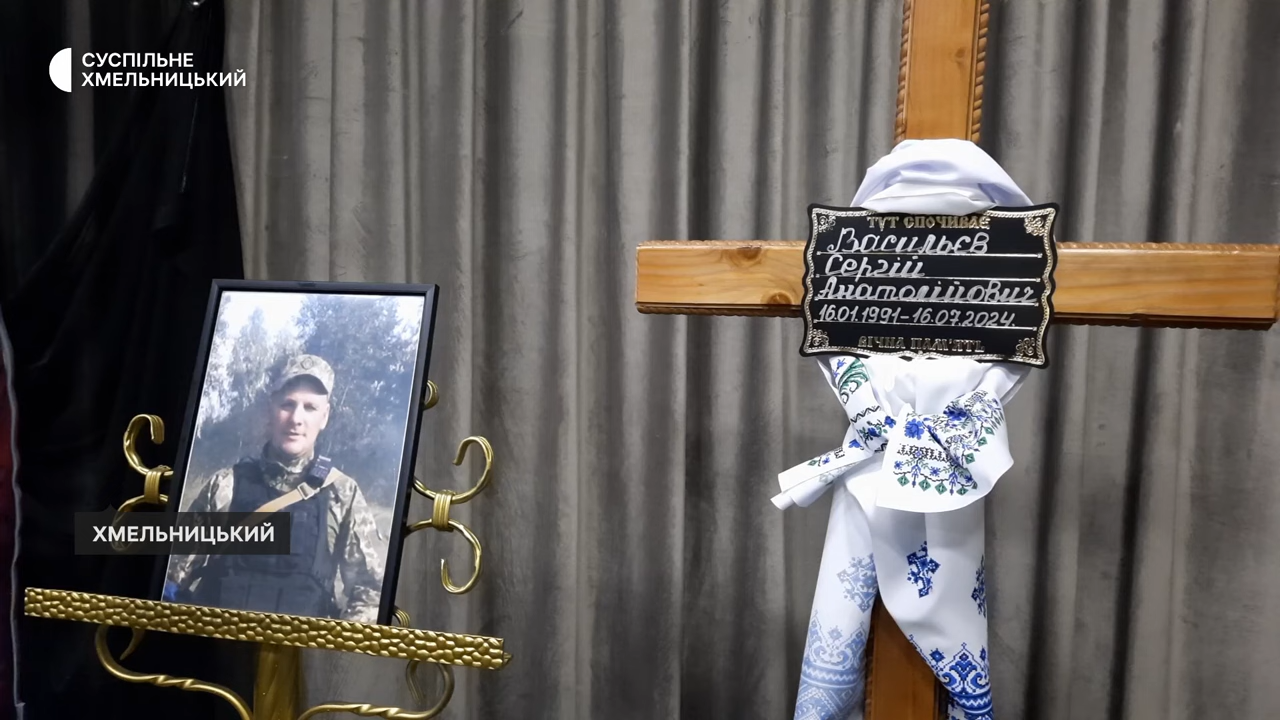 СУСПІЛЬНЕ
ХМЕЛЬНИЦЬКИЙ
ТУТ СПОЧИВАЄ
Васильєв
Сергій
Анатолійович
16.01.1991-16.07.2024.
ВІЧНА ПАМ'ЯТЬ
ХМЕЛЬНИЦЬКИЙ